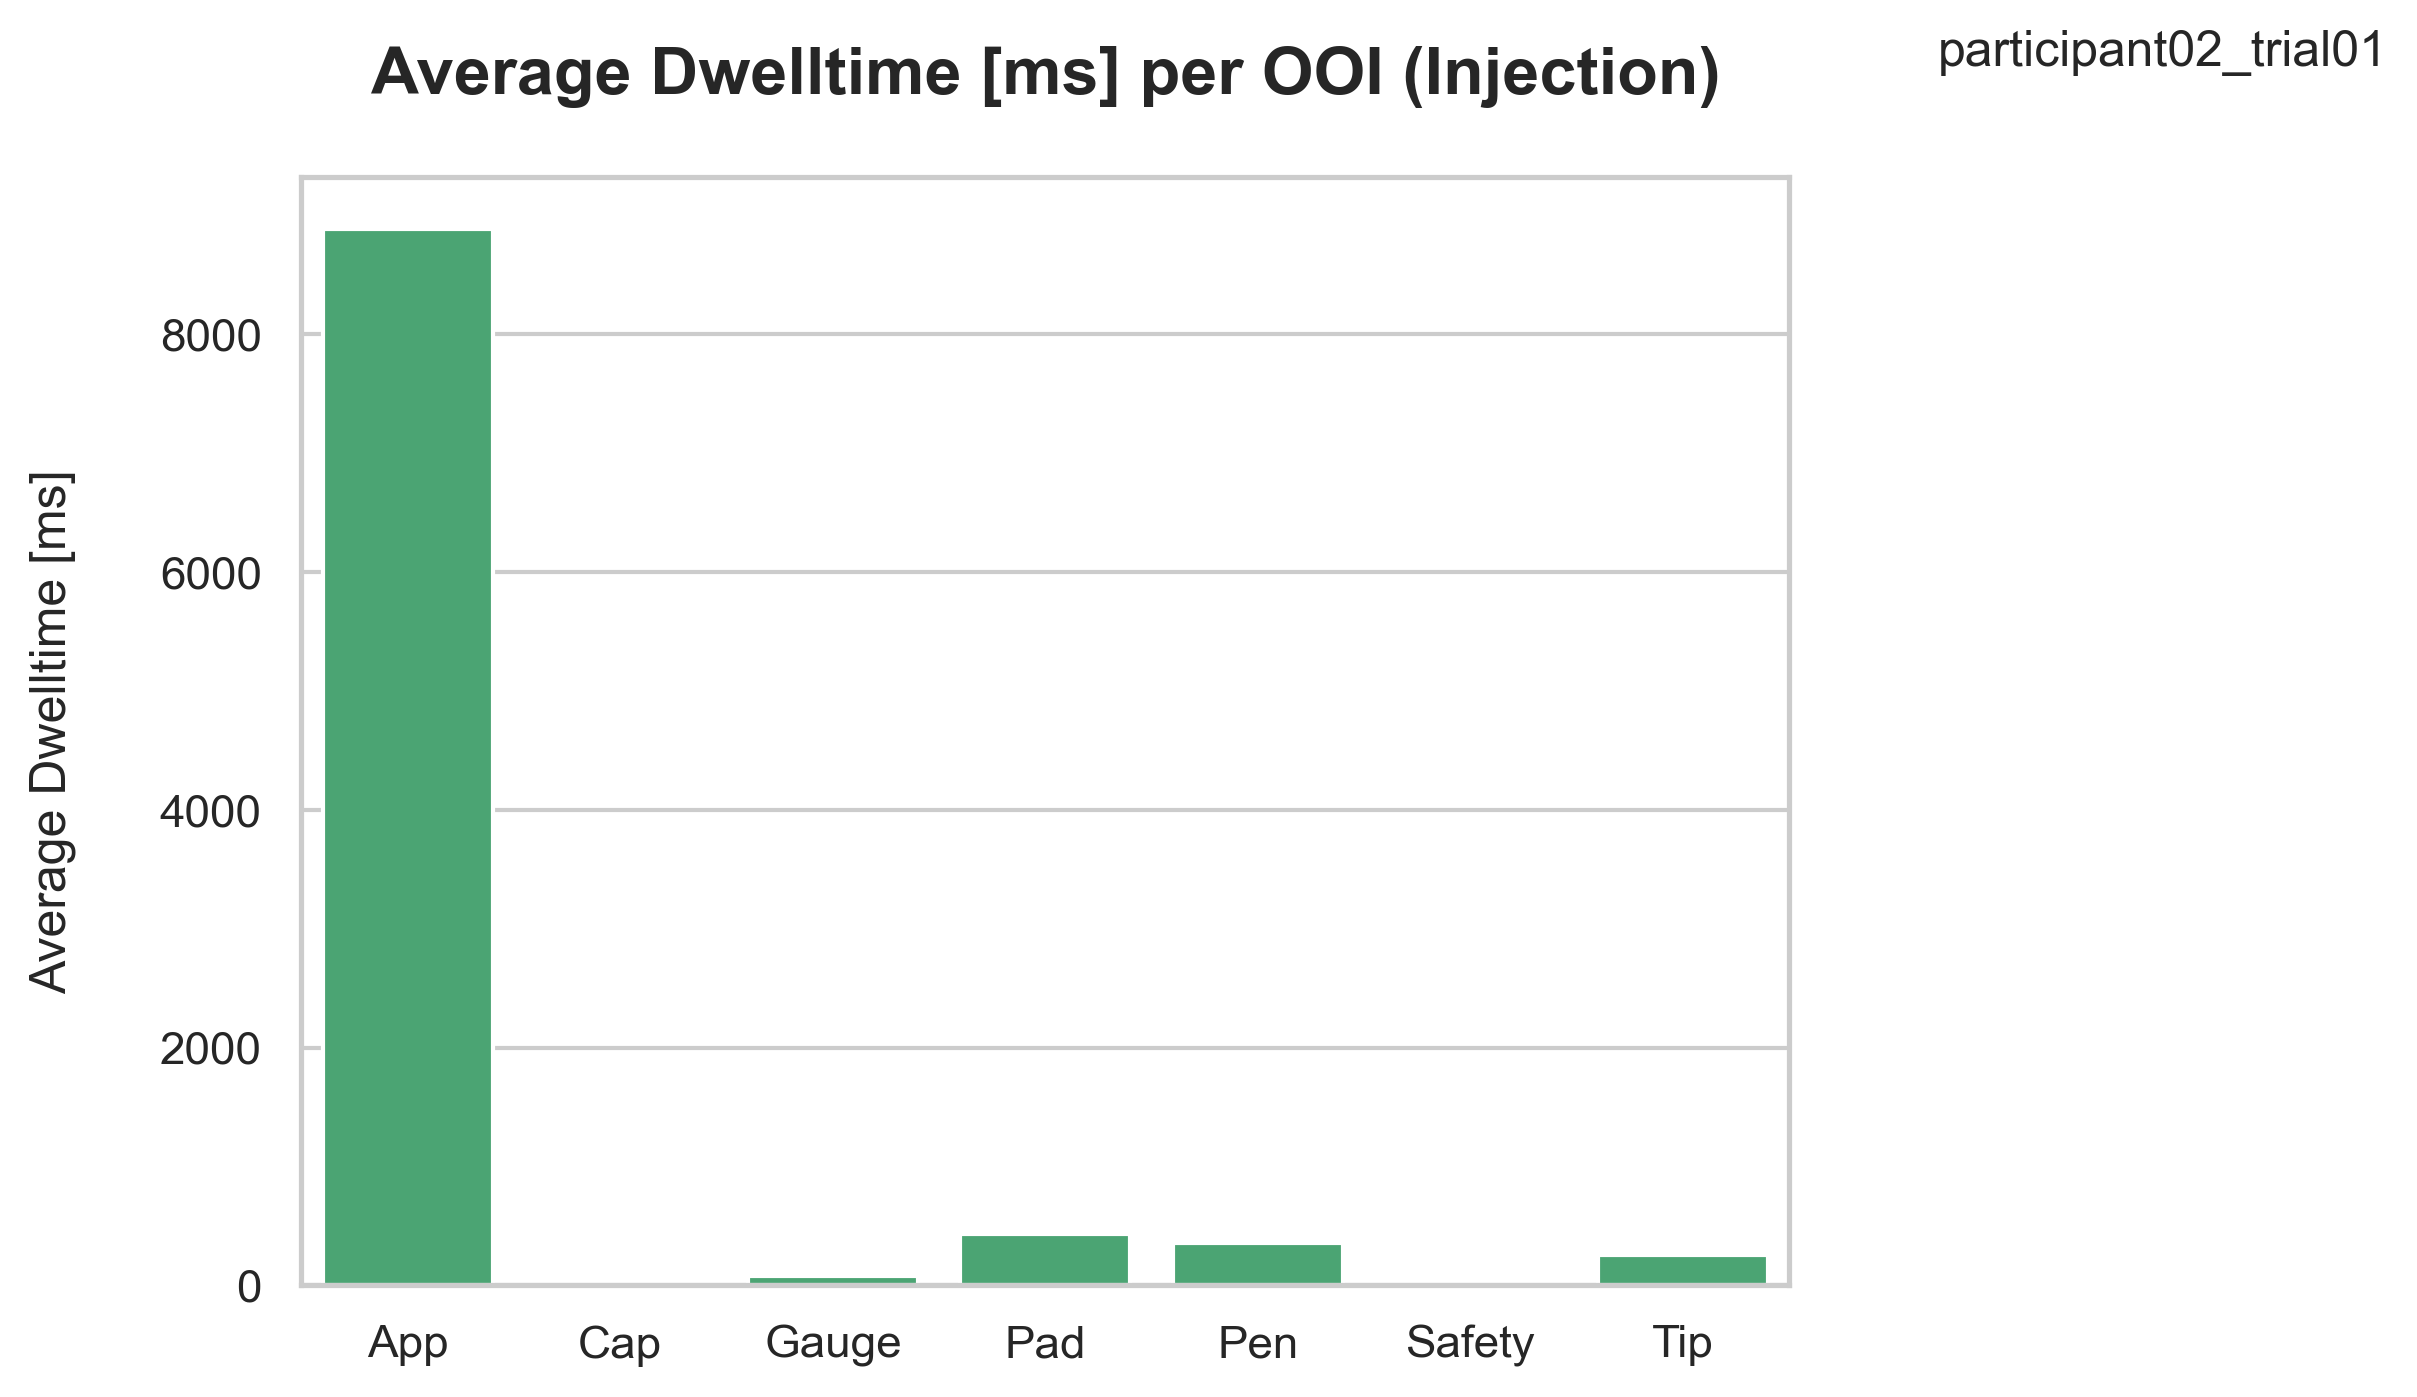 participant02_trial01
Average Dwelltime [ms] per OOI (Injection)
Average Dwelltime [ms]
8000
6000
4000
2000
0
App Cap Gauge Pad Pen Safety Tip